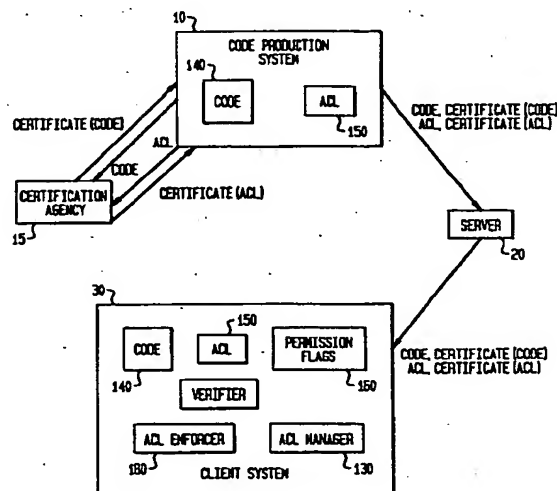 10
CODE PRODUCTION
SYSTEM
140
CODE
ACL
150
CERTIFICATE (CODE)
ACL
CODE
CERTIFICATE (ACL)
CERTIFICATION
AGENCY
15
CODE, CERTIFICATE (CODE)
ACL, CERTIFICATE (ACL)
SERVER
20
30
150
CODE
ACL
PERMISSION
FLAGS
140
160
VERIFIER
ACL ENFORCER
ACL MANAGER
180
130
CLIENT SYSTEM
CODE, CERTIFICATE (CODE)
ACL, CERTIFICATE (ACL)